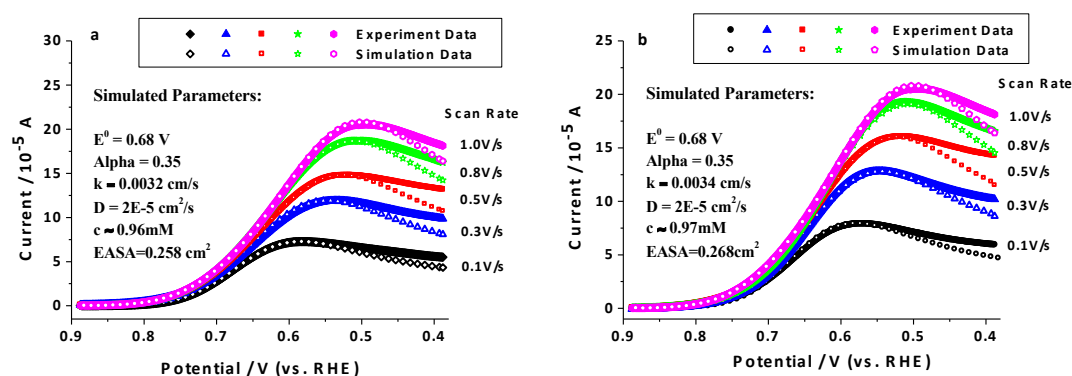 a
Experiment Data
Simulation Data
Simulated Parameters:
E⁰ = 0.68 V
Alpha = 0.35
k = 0.0032 cm/s
D = 2E-5 cm²/s
c ≈ 0.96mM
EASA=0.258 cm²
Scan Rate
1.0V/s
0.8V/s
0.5V/s
0.3V/s
0.1V/s
30
25
20
15
10
5
0
Current /10⁻⁵ A
0.9 0.8 0.7 0.6 0.5 0.4
Potential /V (vs. RHE)
b
Experiment Data
Simulation Data
Simulated Parameters:
E⁰ = 0.68 V
Alpha = 0.35
k = 0.0034 cm/s
D = 2E-5 cm²/s
c ≈ 0.97mM
EASA=0.268cm²
Scan Rate
1.0V/s
0.8V/s
0.5V/s
0.3V/s
0.1V/s
25
20
15
10
5
0
Current /10⁻⁵ A
0.9 0.8 0.7 0.6 0.5 0.4
Potential /V (vs. RHE)